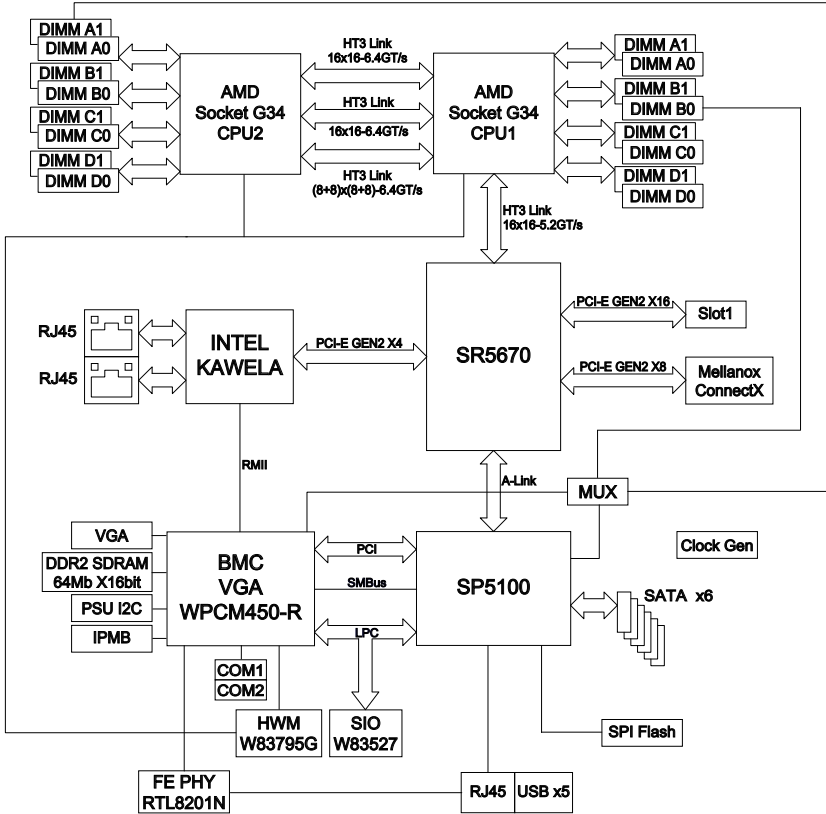 DIMM A1
DIMM A0
DIMM B1
DIMM B0
DIMM C1
DIMM C0
DIMM D1
DIMM D0
AMD
Socket G34
CPU2
HT3 Link
16x16-6.4GT/s
HT3 Link
16x16-6.4GT/s
HT3 Link
(8+8)x(8+8)-6.4GT/s
AMD
Socket G34
CPU1
DIMM A1
DIMM A0
DIMM B1
DIMM B0
DIMM C1
DIMM C0
DIMM D1
DIMM D0
HT3 Link
16x16-5.2GT/s
RJ45
RJ45
INTEL
KAWELA
PCI-E GEN2 X4
SR5670
PCI-E GEN2 X16
Slot1
PCI-E GEN2 X8
Mellanox
ConnectX
RMII
A-Link
MUX
VGA
DDR2 SDRAM
64Mb X16bit
PSU I2C
IPMB
BMC
VGA
WPCM450-R
PCI
SMBus
LPC
SP5100
Clock Gen
SATA x6
COM1
COM2
HWM
W83795G
SIO
W83527
SPI Flash
FE PHY
RTL8201N
RJ45
USB x5